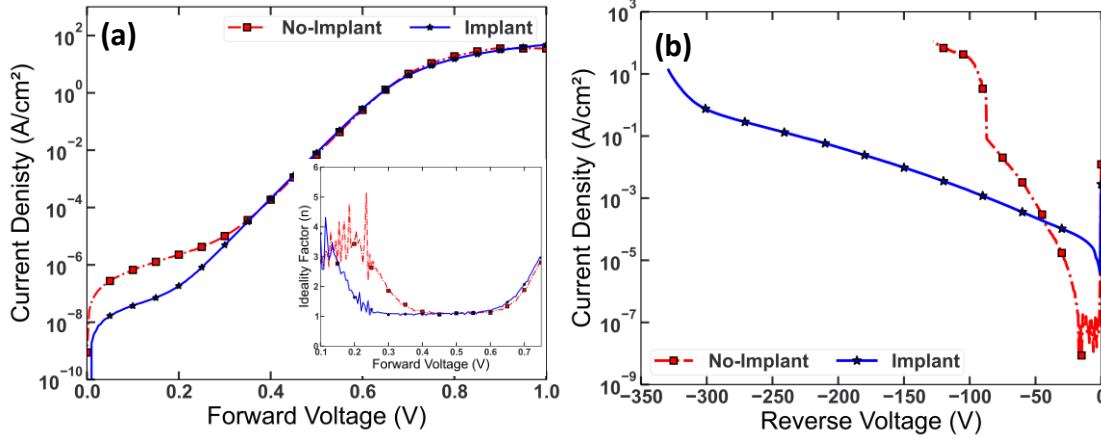 (a)
No-Implant
Implant
Current Denisty (A/cm²)
10²
10⁰
10⁻²
10⁻⁴
10⁻⁶
10⁻⁸
10⁻¹⁰
0.0 0.2 0.4 0.6 0.8 1.0
Forward Voltage (V)
Ideality Factor (n)
6
5
4
3
2
1
0
0.1 0.2 0.3 0.4 0.5 0.6 0.7
Forward Voltage (V)
(b)
Current Density (A/cm²)
10³
10¹
10⁻¹
10⁻³
10⁻⁵
10⁻⁷
10⁻⁹
No-Implant
Implant
−350 −300 −250 −200 −150 −100 −50 0
Reverse Voltage (V)